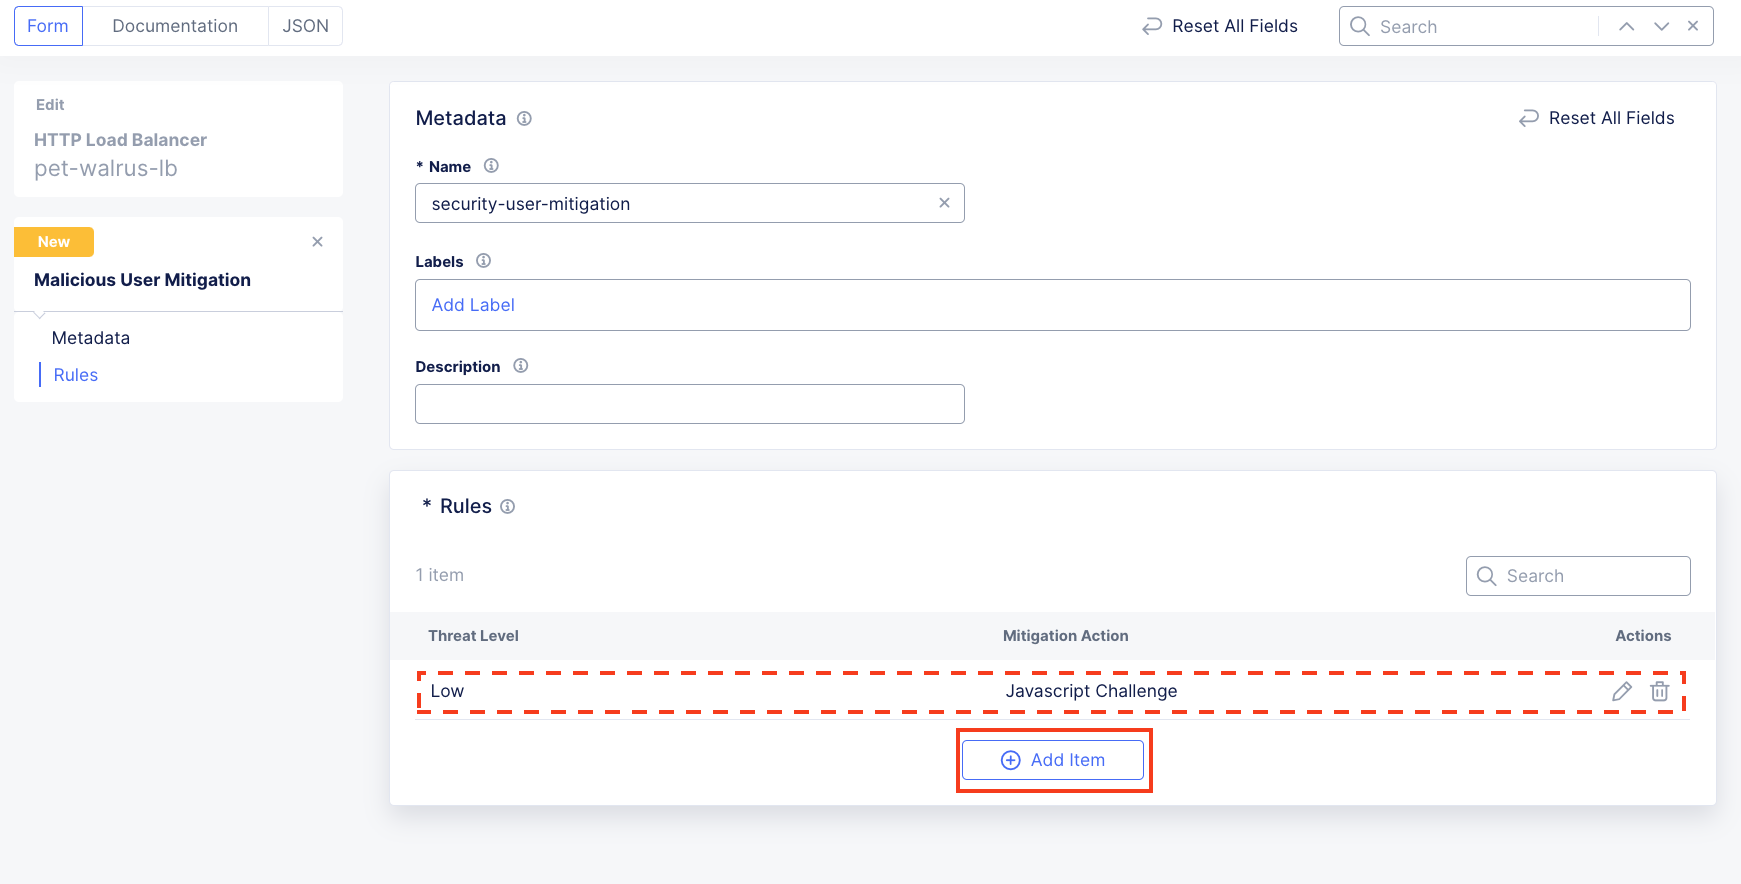 Form Documentation JSON Reset All Fields Search
Edit
HTTP Load Balancer
pet-walrus-lb
New
Malicious User Mitigation
Metadata
Rules
Metadata Reset All Fields
* Name
security-user-mitigation
Labels
Add Label
Description
* Rules
1 item Search
Threat Level Mitigation Action Actions
Low Javascript Challenge
Add Item